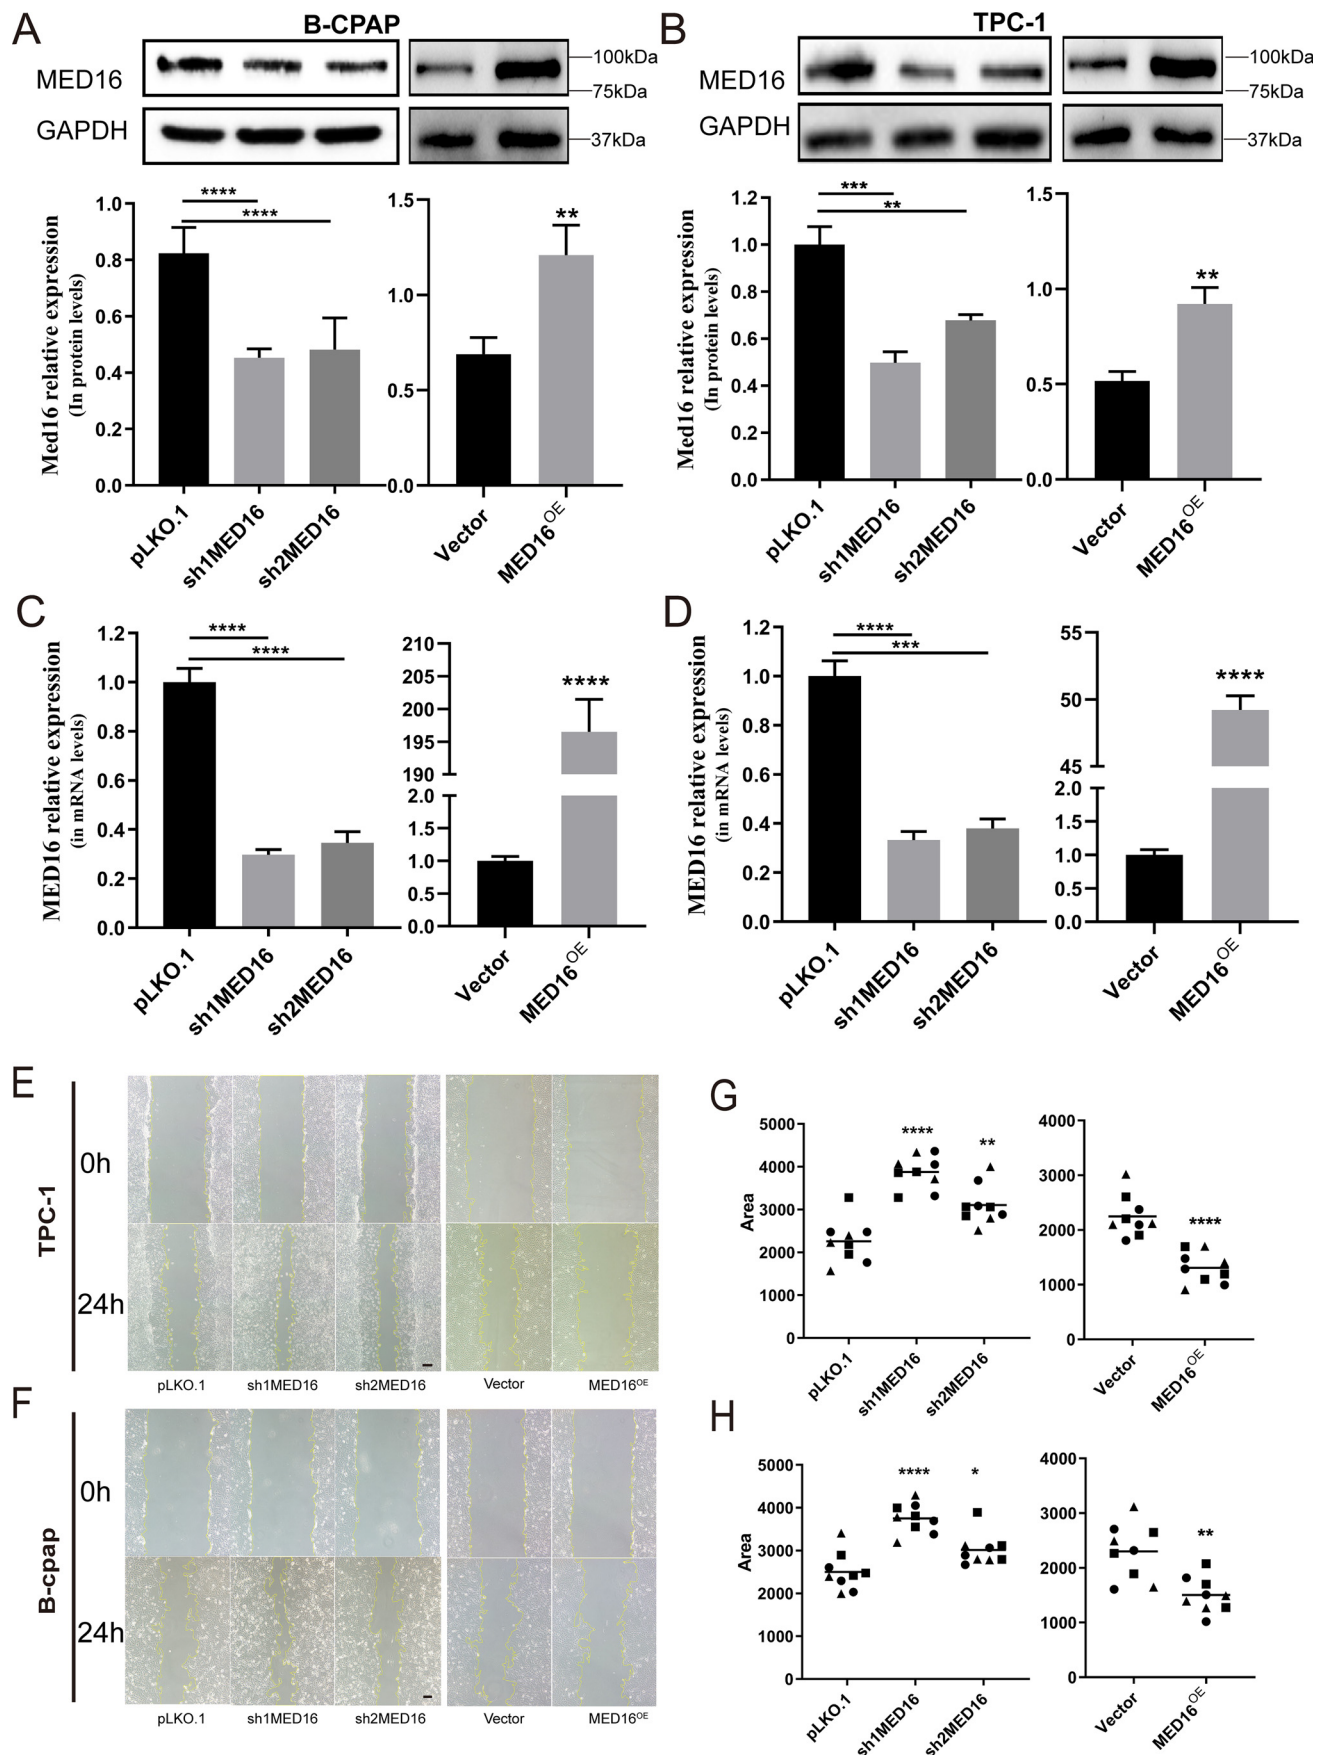 A
B-CPAP
MED16
100kDa
75kDa
GAPDH
37kDa
B
TPC-1
MED16
100kDa
75kDa
GAPDH
37kDa
Med16 relative expression
(In protein levels)
1.0
0.8
0.6
0.4
0.2
0.0
****
****
pLKO.1
sh1MED16
sh2MED16
1.5
1.0
0.5
0.0
**
Vector
MED16OE
Med16 relative expression
(In protein levels)
1.2
1.0
0.8
0.6
0.4
0.2
0.0
***
**
pLKO.1
sh1MED16
sh2MED16
1.5
1.0
0.5
0.0
**
Vector
MED16OE
C
MED16 relative expression
(in mRNA levels)
1.2
1.0
0.8
0.6
0.4
0.2
0.0
****
****
pLKO.1
sh1MED16
sh2MED16
210
205
200
195
190
2.0
1.5
1.0
0.5
0.0
****
Vector
MED16OE
D
MED16 relative expression
(in mRNA levels)
1.2
1.0
0.8
0.6
0.4
0.2
0.0
****
***
pLKO.1
sh1MED16
sh2MED16
55
50
45
2.0
1.5
1.0
0.5
0.0
****
Vector
MED16OE
E
TPC-1
0h
24h
pLKO.1
sh1MED16
sh2MED16
Vector
MED16OE
F
B-cpap
0h
24h
pLKO.1
sh1MED16
sh2MED16
Vector
MED16OE
G
Area
5000
4000
3000
2000
1000
0
****
**
pLKO.1
sh1MED16
sh2MED16
4000
3000
2000
1000
0
****
Vector
MED16OE
H
Area
5000
4000
3000
2000
1000
0
****
*
pLKO.1
sh1MED16
sh2MED16
4000
3000
2000
1000
0
**
Vector
MED16OE